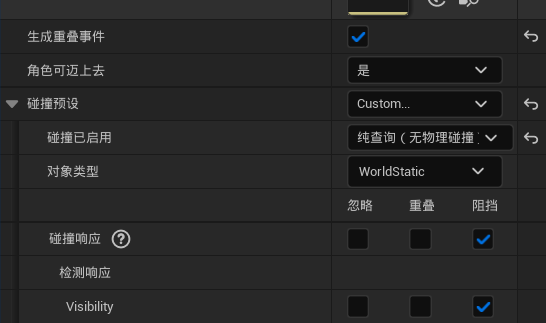 生成重叠事件
角色可迈上去 是
碰撞预设 Custom...
碰撞已启用 纯查询（无物理碰撞）
对象类型 WorldStatic
忽略 重叠 阻挡
碰撞响应 ?
检测响应
Visibility